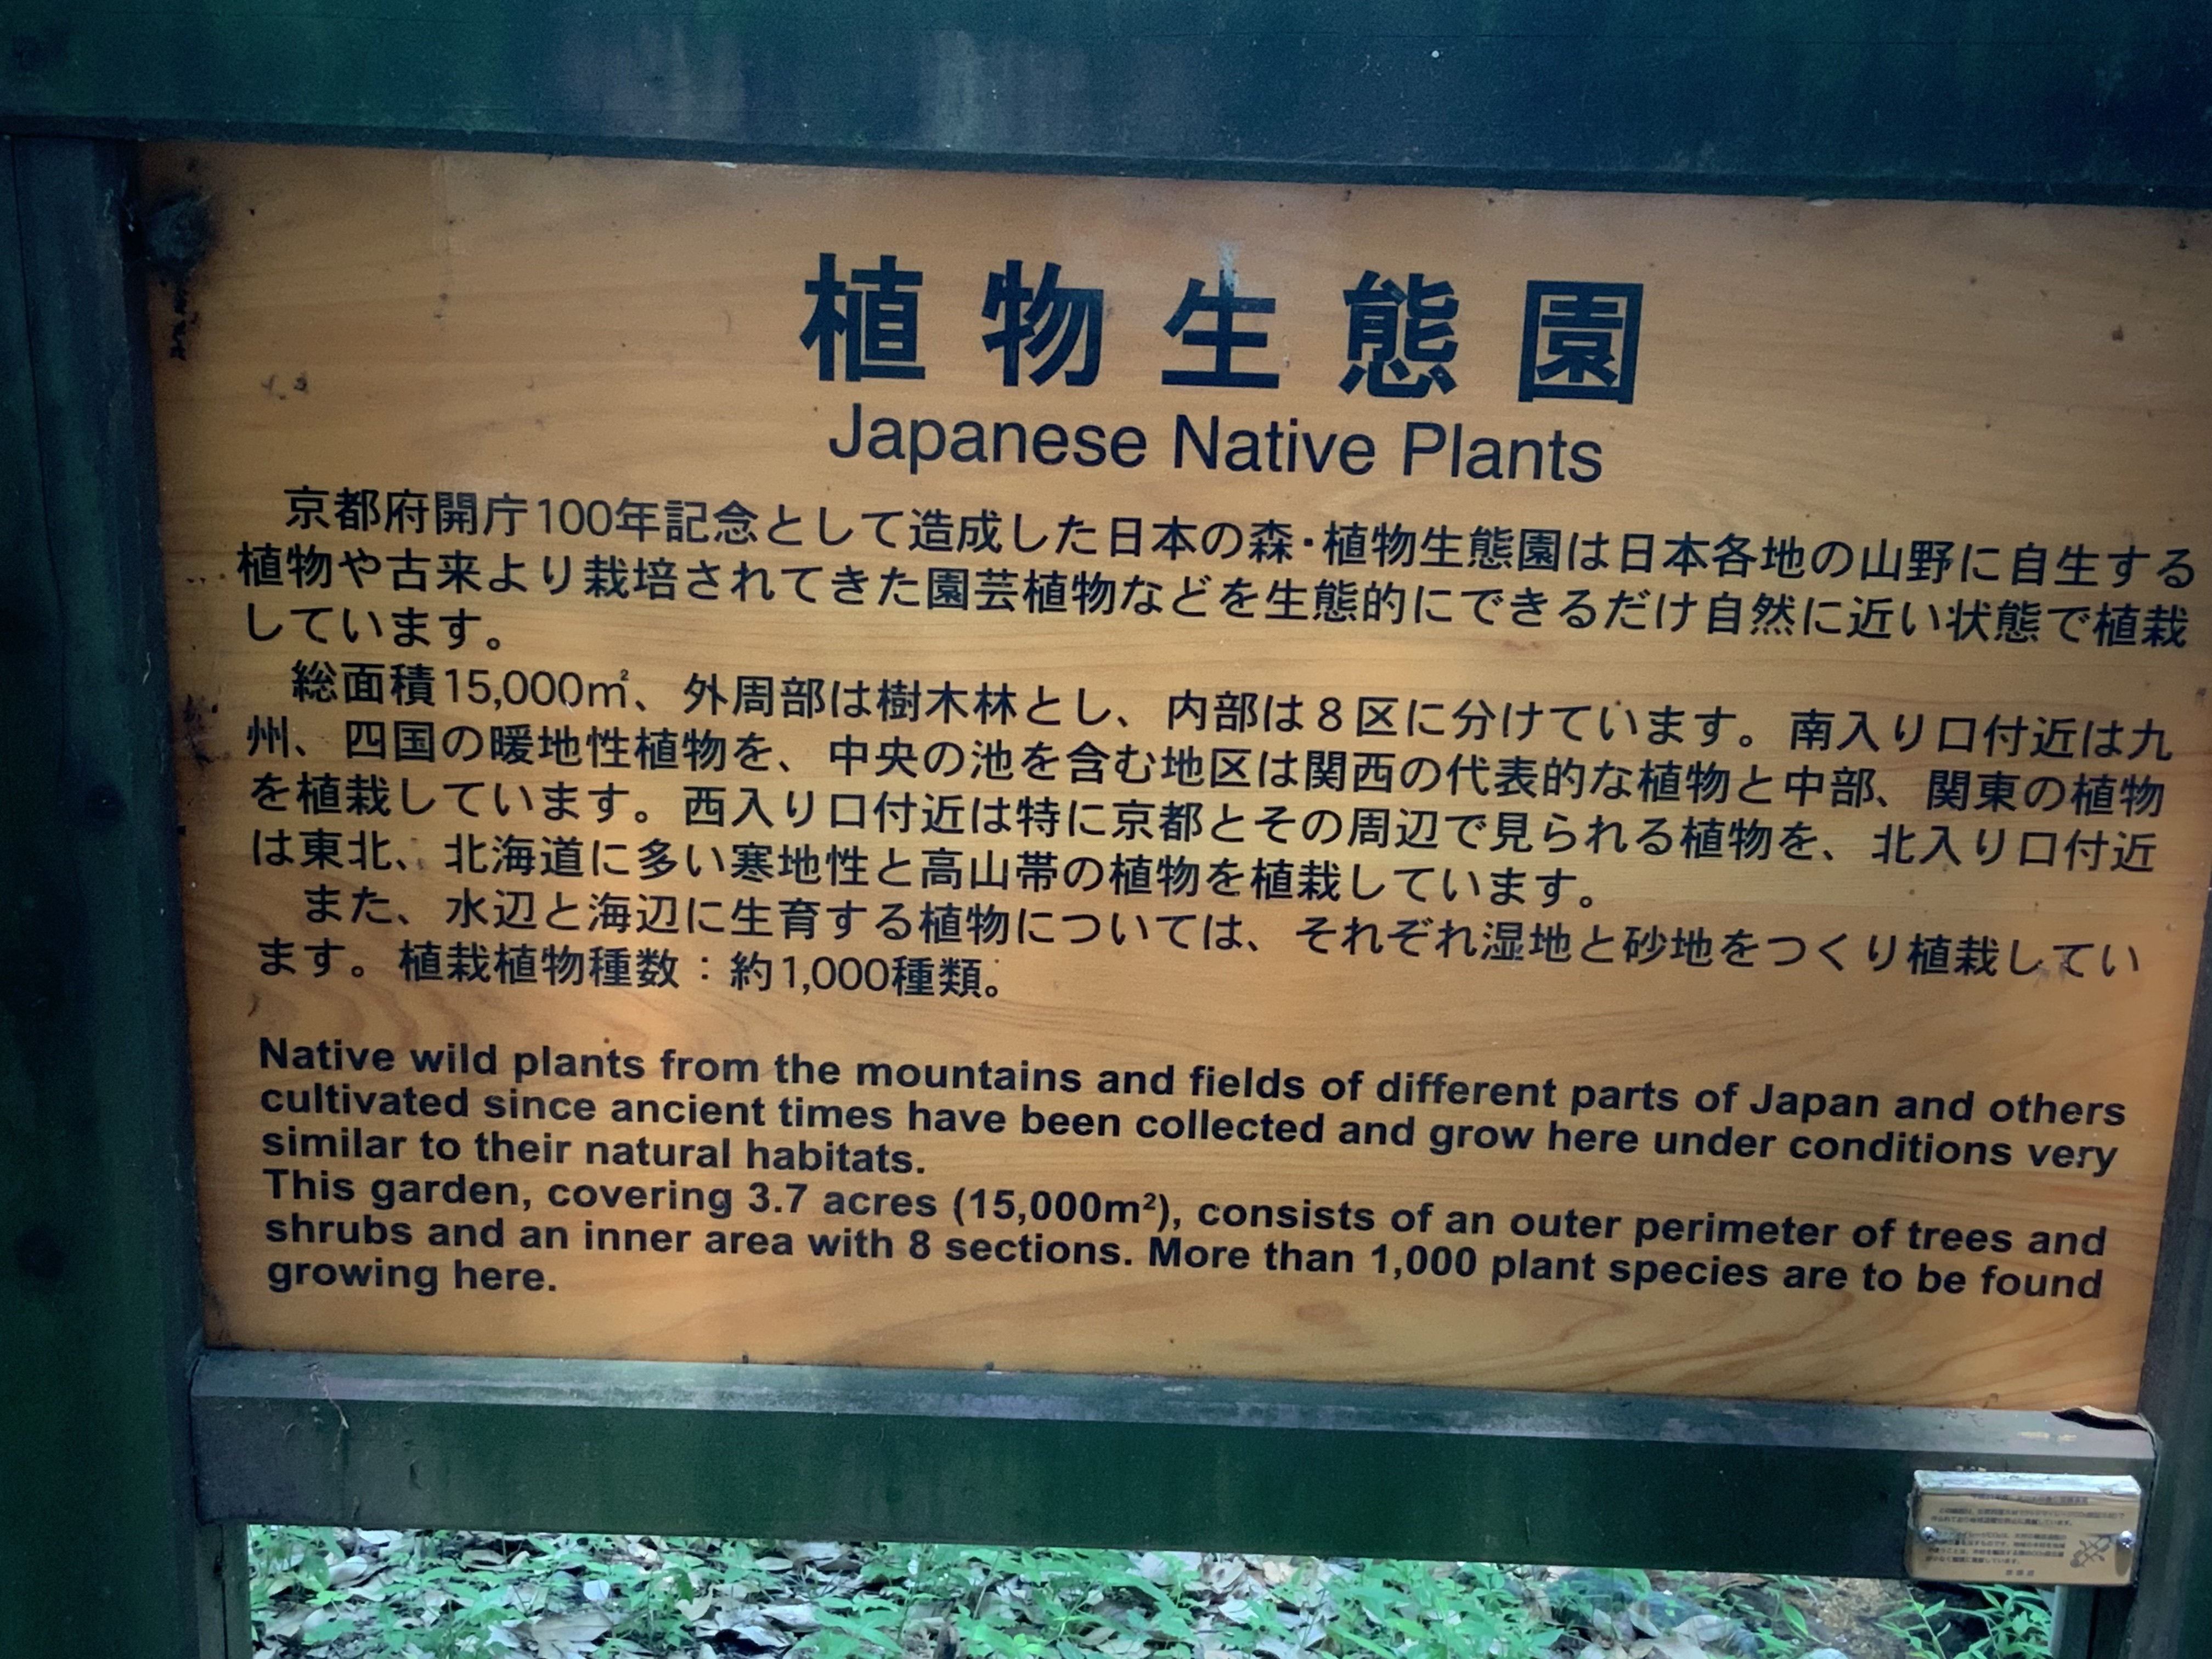 植物生態園
Japanese Native Plants
京都府開庁100年記念として造成した日本の森・植物生態園は日本各地の山野に自生する
植物や古来より栽培されてきた園芸植物などを生態的にできるだけ自然に近い状態で植栽
しています。
総面積15,000㎡、外周部は樹木林とし、内部は8区に分けています。南入り口付近は九
州、四国の暖地性植物を、中央の池を含む地区は関西の代表的な植物と中部、関東の植物
を植栽しています。西入り口付近は特に京都とその周辺で見られる植物を、北入り口付近
は東北、北海道に多い寒地性と高山帯の植物を植栽しています。
また、水辺と海辺に生育する植物については、それぞれ湿地と砂地をつくり植栽してい
ます。植栽植物種数：約1,000種類。
Native wild plants from the mountains and fields of different parts of Japan and others
cultivated since ancient times have been collected and grow here under conditions very
similar to their natural habitats.
This garden, covering 3.7 acres (15,000m²), consists of an outer perimeter of trees and
shrubs and an inner area with 8 sections. More than 1,000 plant species are to be found
growing here.